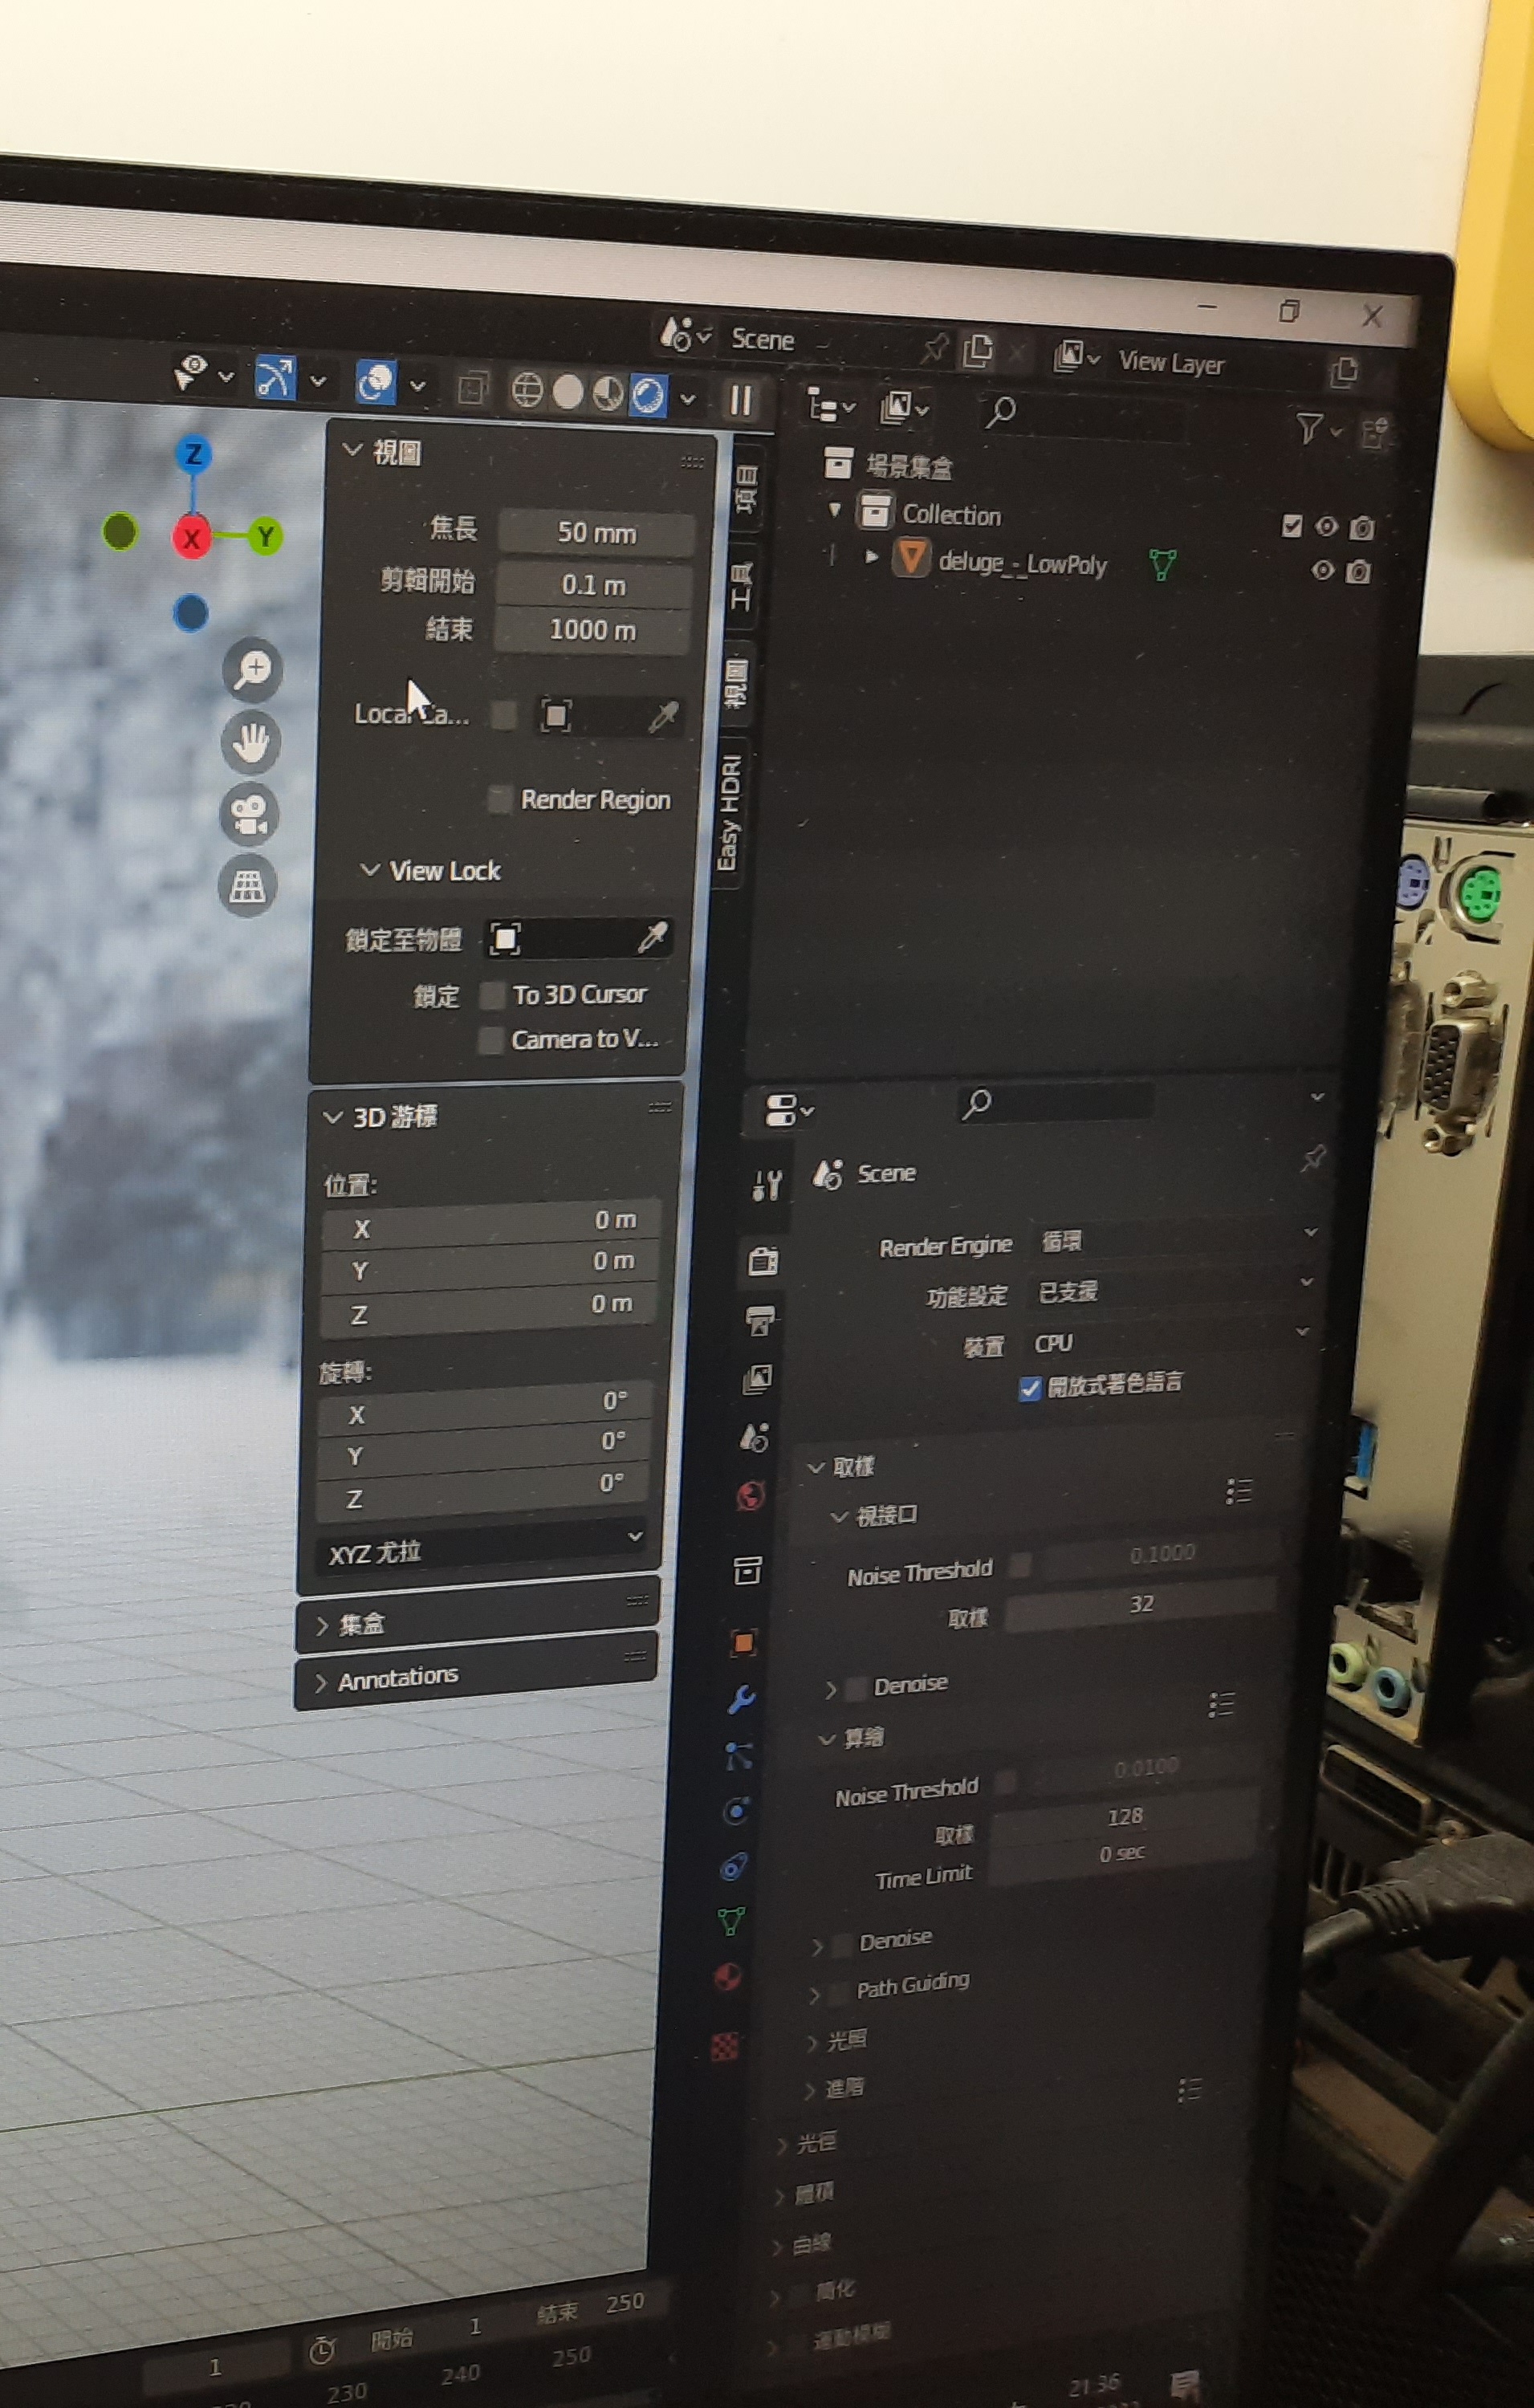 Scene
View Layer
視圖
焦長 50 mm
剪輯開始 0.1 m
結束 1000 m
Render Region
View Lock
鎖定至物體
鎖定 To 3D Cursor
Camera to V...
3D 游標
位置:
X 0 m
Y 0 m
Z 0 m
旋轉:
X 0°
Y 0°
Z 0°
XYZ 尤拉
集盒
Annotations
Z
X
Y
項目
工具
視圖
Easy HDRI
場景集盒
Collection
deluge_-_LowPoly
Scene
Render Engine 循環
功能設定 已支援
裝置 CPU
開放式著色語言
取樣
視接口
Noise Threshold 0.1000
取樣 32
Denoise
算繪
Noise Threshold 0.0100
取樣 128
Time Limit 0 sec
Denoise
Path Guiding
光照
進階
光徑
體積
曲線
簡化
運動模糊
1 開始 1 結束 250
230 240 250
21:36